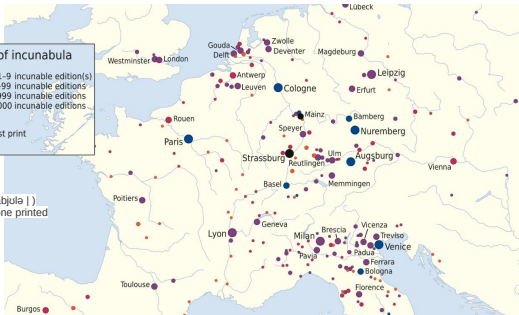 of incunabula
1-9 incunable edition(s)
-99 incunable editions
999 incunable editions
000 incunable editions
st print
bjulə | )
ne printed
Lübeck
Zwolle
Gouda
Deventer
Delft
Magdeburg
Westminster
London
Antwerp
Leipzig
Leuven
Cologne
Erfurt
Rouen
Mainz
Bamberg
Speyer
Nuremberg
Paris
Strassburg
Ulm
Augsburg
Reutlingen
Vienna
Basel
Memmingen
Poitiers
Geneva
Lyon
Milan
Brescia
Vicenza
Treviso
Venice
Pavia
Padua
Ferrara
Bologna
Toulouse
Florence
Burgos